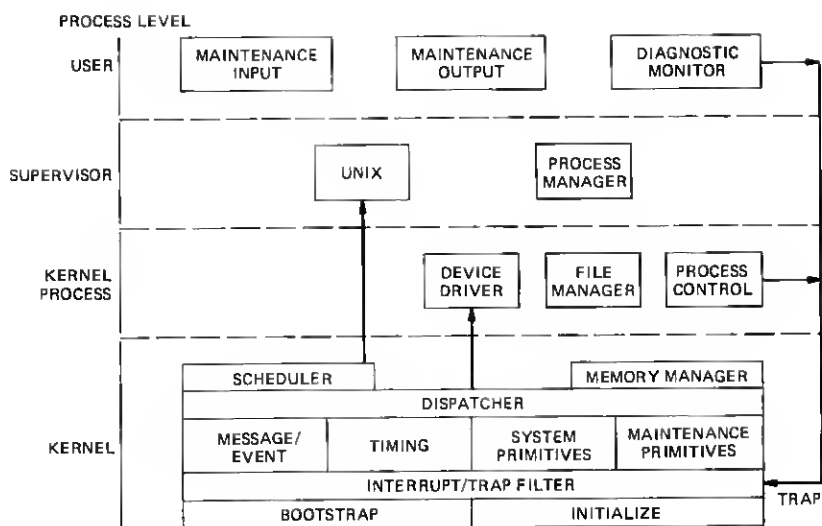 PROCESS LEVEL
USER
MAINTENANCE
INPUT
MAINTENANCE
OUTPUT
DIAGNOSTIC
MONITOR
SUPERVISOR
UNIX
PROCESS
MANAGER
KERNEL
PROCESS
DEVICE
DRIVER
FILE
MANAGER
PROCESS
CONTROL
KERNEL
SCHEDULER
MEMORY MANAGER
DISPATCHER
MESSAGE/
EVENT
TIMING
SYSTEM
PRIMITIVES
MAINTENANCE
PRIMITIVES
INTERRUPT/TRAP FILTER
TRAP
BOOTSTRAP
INITIALIZE